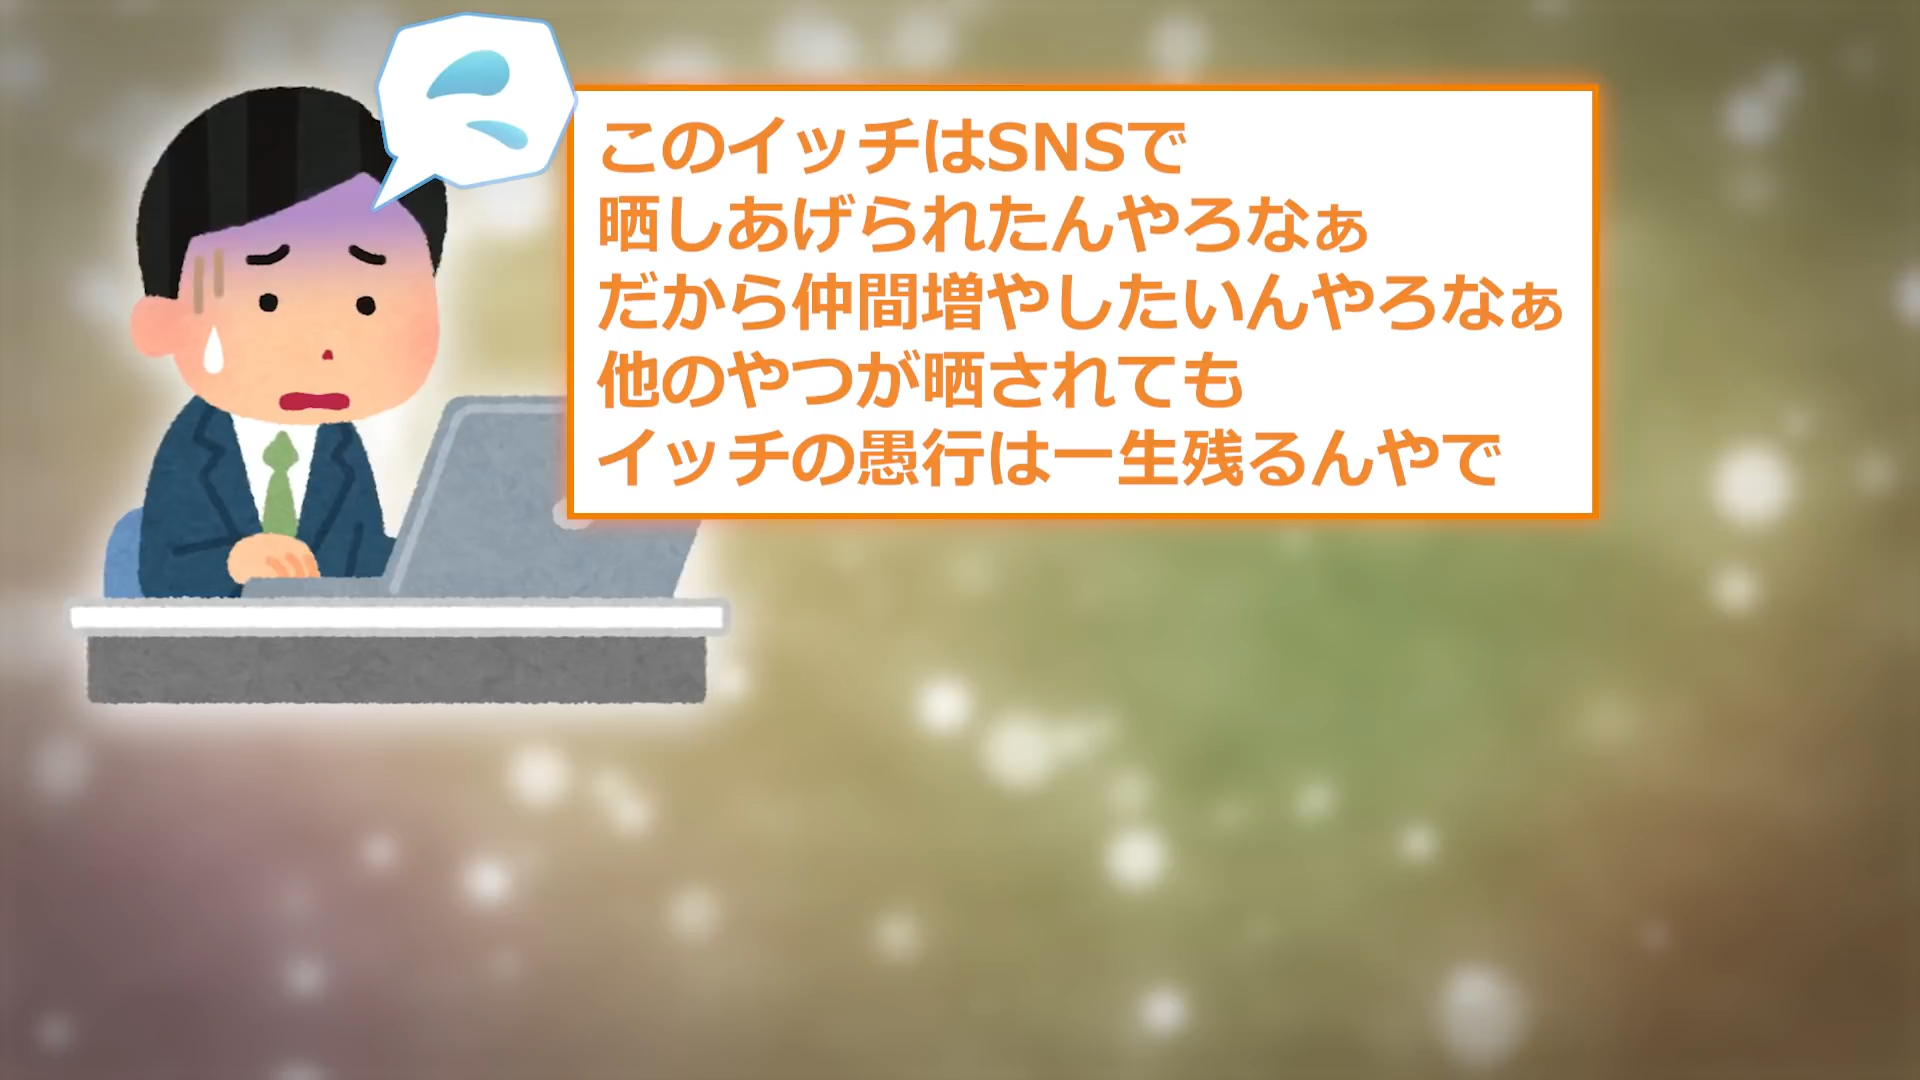 このイッチはSNSで
晒しあげられたんやろなぁ
だから仲間増やしたいんやろなぁ
他のやつが晒されても
イッチの愚行は一生残るんやで